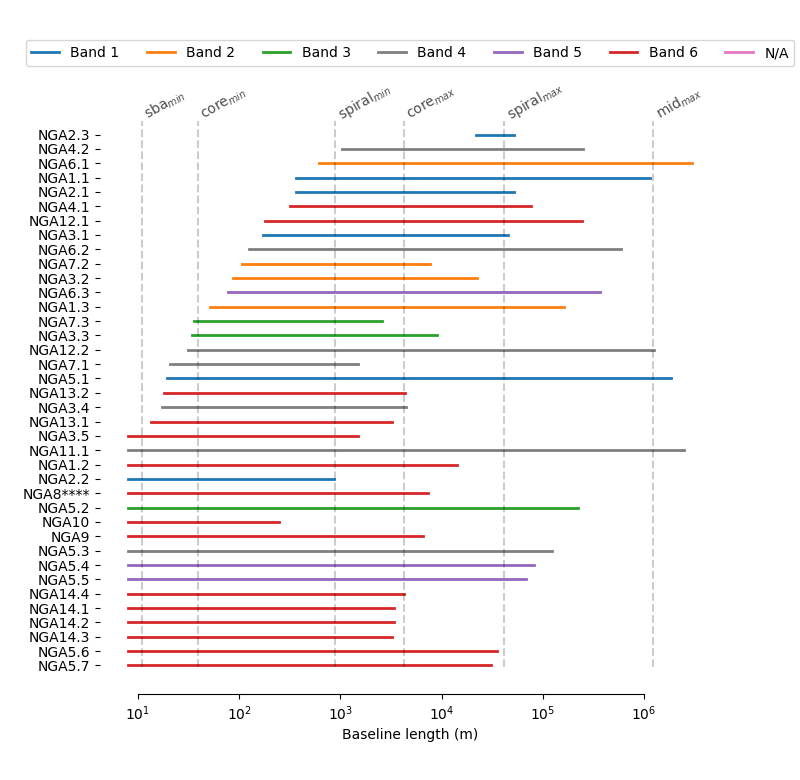 Band 1 Band 2 Band 3 Band 4 Band 5 Band 6 N/A
sba_min core_min spiral_min core_max spiral_max mid_max
NGA2.3
NGA4.2
NGA6.1
NGA1.1
NGA2.1
NGA4.1
NGA12.1
NGA3.1
NGA6.2
NGA7.2
NGA3.2
NGA6.3
NGA1.3
NGA7.3
NGA3.3
NGA12.2
NGA7.1
NGA5.1
NGA13.2
NGA3.4
NGA13.1
NGA3.5
NGA11.1
NGA1.2
NGA2.2
NGA8****
NGA5.2
NGA10
NGA9
NGA5.3
NGA5.4
NGA5.5
NGA14.4
NGA14.1
NGA14.2
NGA14.3
NGA5.6
NGA5.7
10^1 10^2 10^3 10^4 10^5 10^6
Baseline length (m)